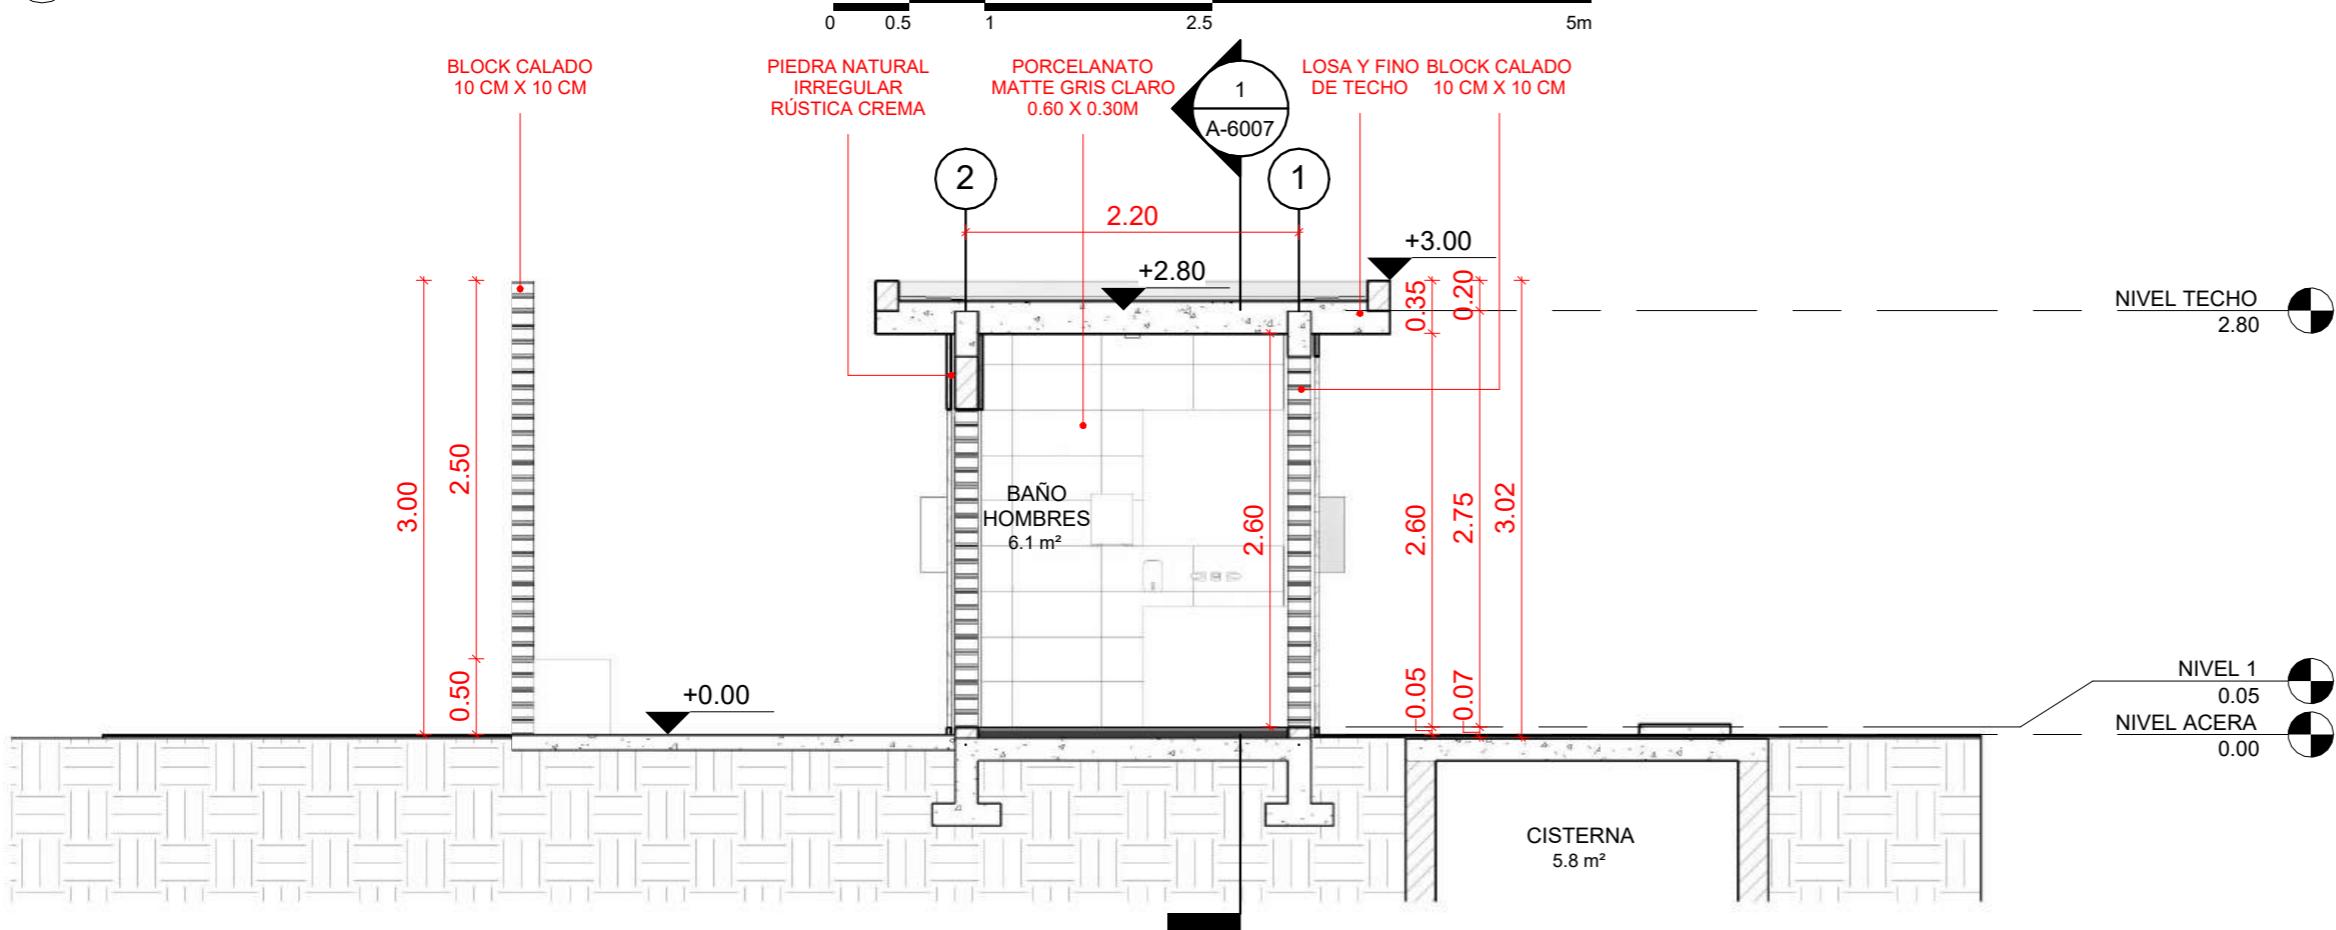 0 0.5 1 2.5 5m
BLOCK CALADO
10 CM X 10 CM
PIEDRA NATURAL
IRREGULAR
RÚSTICA CREMA
PORCELANATO
MATTE GRIS CLARO
0.60 X 0.30M
1
A-6007
LOSA Y FINO
DE TECHO
BLOCK CALADO
10 CM X 10 CM
2
1
2.20
+3.00
+2.80
0.35
0.20
NIVEL TECHO
2.80
3.00
2.50
0.50
BAÑO
HOMBRES
6.1 m²
2.60
2.60
2.75
3.02
0.05
0.07
+0.00
NIVEL 1
0.05
NIVEL ACERA
0.00
CISTERNA
5.8 m²